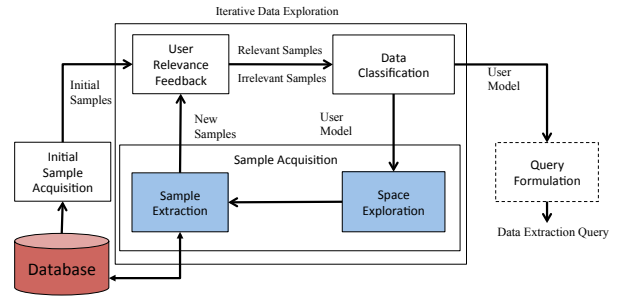 Iterative Data Exploration
User
Relevance
Feedback
Relevant Samples
Irrelevant Samples
Data
Classification
User
Model
Initial
Samples
New
Samples
User
Model
Initial
Sample
Acquisition
Sample Acquisition
Sample
Extraction
Space
Exploration
Query
Formulation
Data Extraction Query
Database